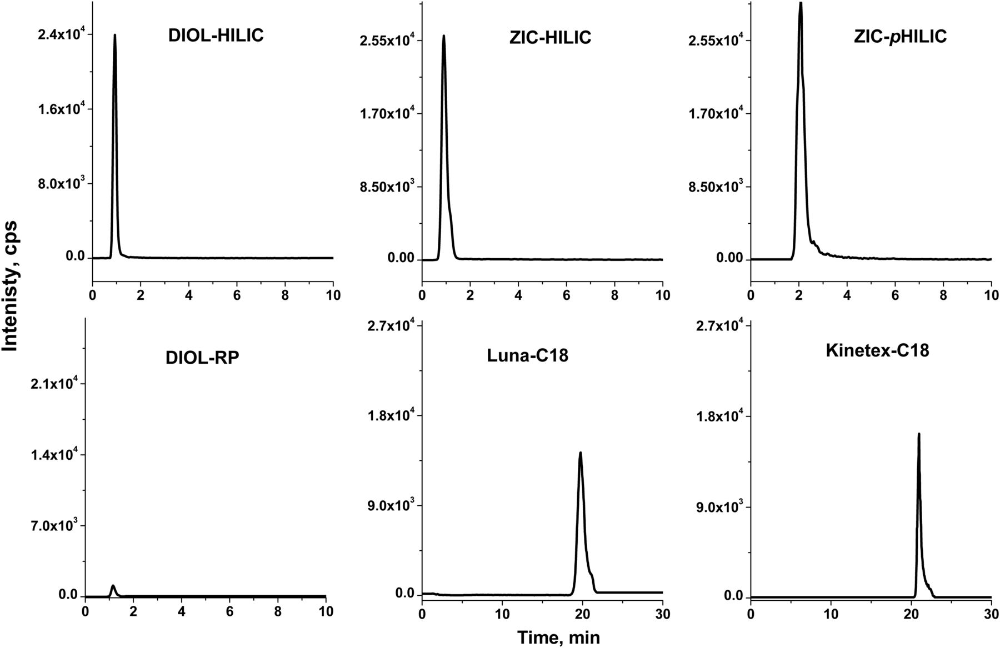 Intenisty, cps
DIOL-HILIC
2.4x10⁴
1.6x10⁴
8.0x10³
0.0
0 2 4 6 8 10
ZIC-HILIC
2.55x10⁴
1.70x10⁴
8.50x10³
0.00
0 2 4 6 8 10
ZIC-pHILIC
2.55x10⁴
1.70x10⁴
8.50x10³
0.00
0 2 4 6 8 10
DIOL-RP
2.1x10⁴
1.4x10⁴
7.0x10³
0.0
0 2 4 6 8 10
Luna-C18
2.7x10⁴
1.8x10⁴
9.0x10³
0.0
0 10 20 30
Kinetex-C18
2.7x10⁴
1.8x10⁴
9.0x10³
0.0
0 10 20 30
Time, min